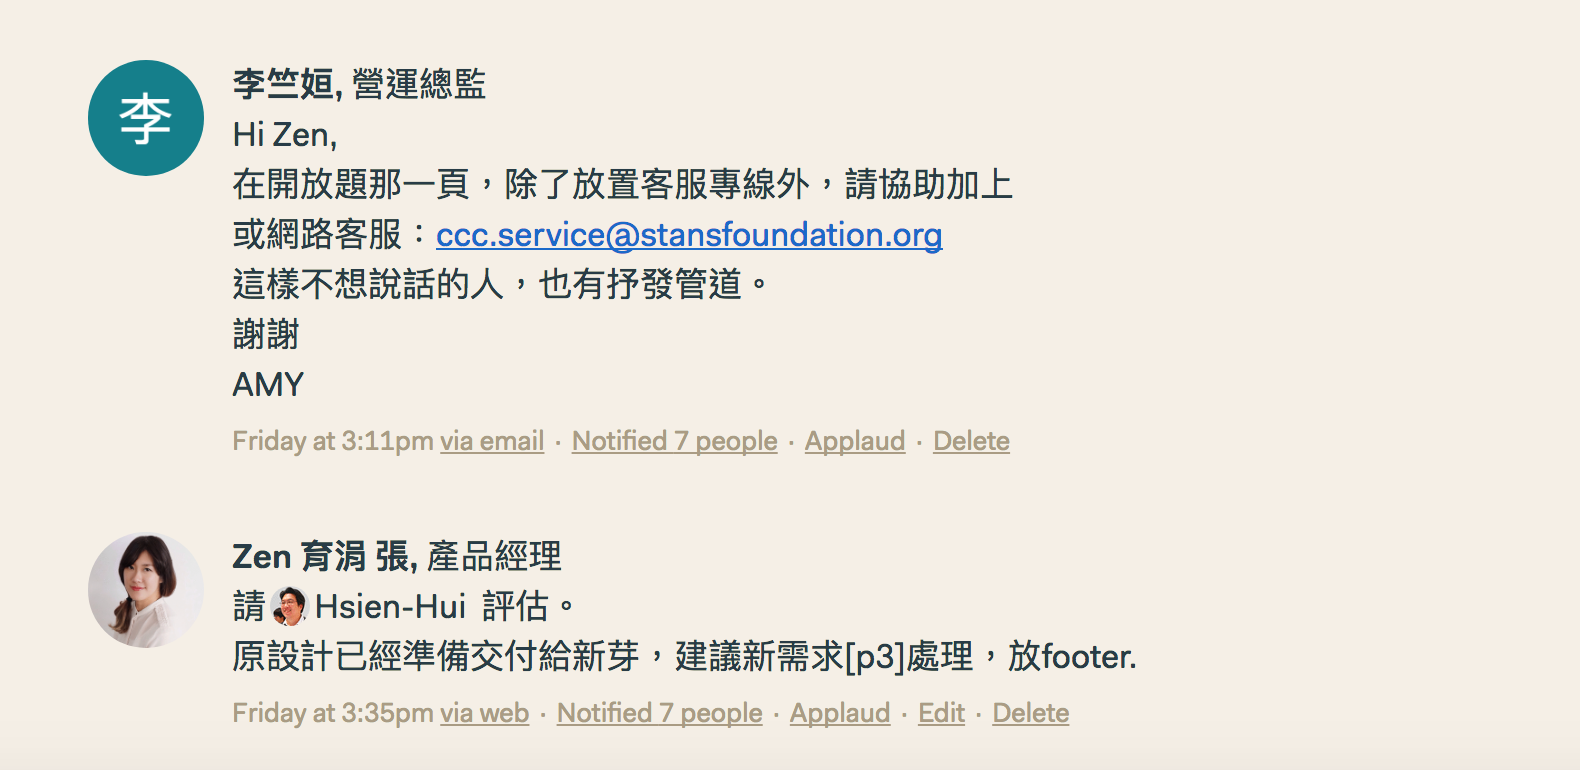 李
李竺姮, 營運總監
Hi Zen,
在開放題那一頁，除了放置客服專線外，請協助加上
或網路客服：ccc.service@stansfoundation.org
這樣不想說話的人，也有抒發管道。
謝謝
AMY
Friday at 3:11pm via email · Notified 7 people · Applaud · Delete
Zen 育涓 張, 產品經理
請 Hsien-Hui 評估。
原設計已經準備交付給新芽，建議新需求[p3]處理，放footer.
Friday at 3:35pm via web · Notified 7 people · Applaud · Edit · Delete